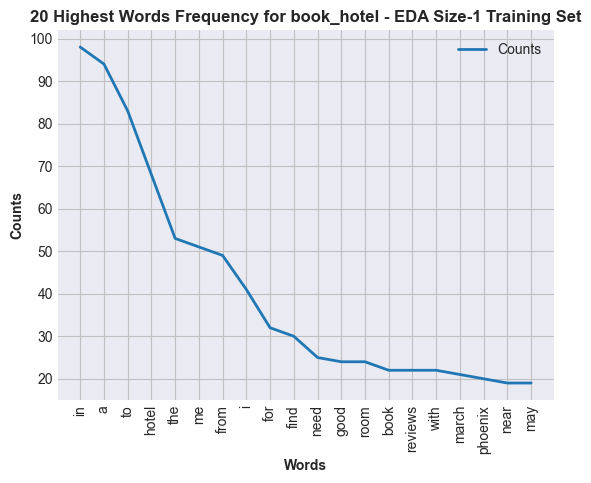 20 Highest Words Frequency for book_hotel - EDA Size-1 Training Set
Counts
100
90
80
70
60
50
40
30
20
Counts
in
a
to
hotel
the
me
from
i
for
find
need
good
room
book
reviews
with
march
phoenix
near
may
Words